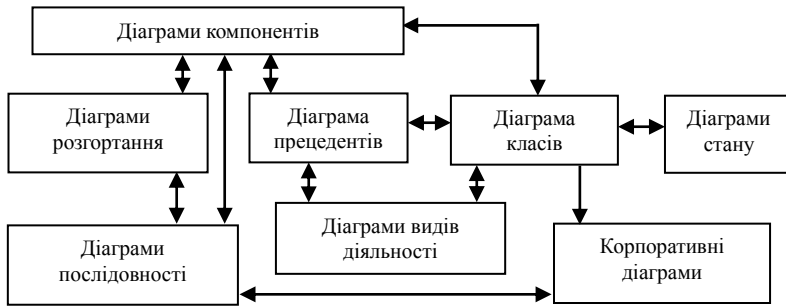 Діаграми компонентів
Діаграми
розгортання
Діаграма
прецедентів
Діаграма
класів
Діаграми
стану
Діаграми видів
діяльності
Діаграми
послідовності
Корпоративні
діаграми